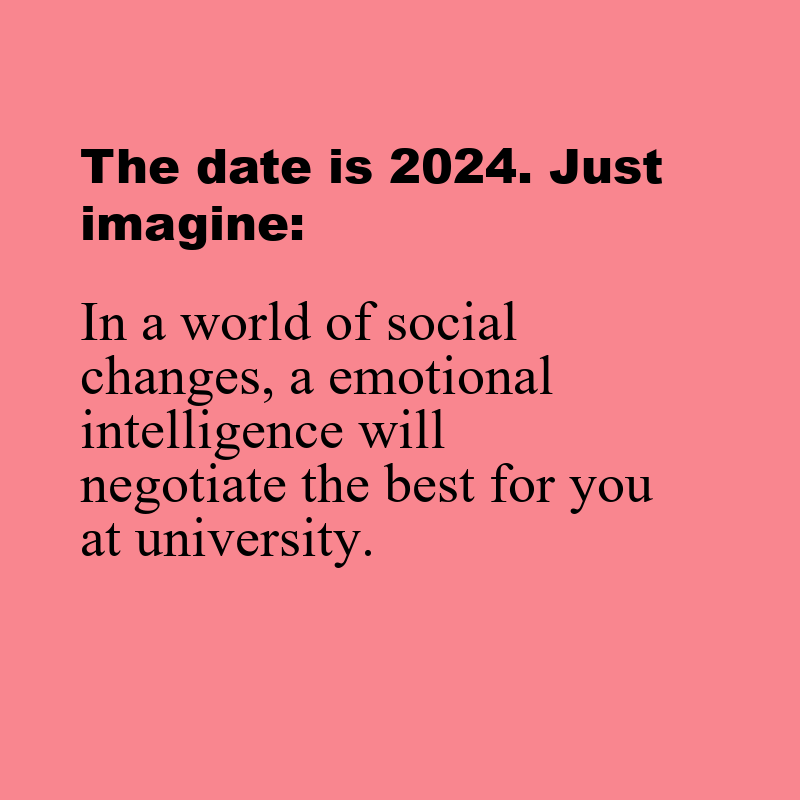 The date is 2024. Just
imagine:
In a world of social
changes, a emotional
intelligence will
negotiate the best for you
at university.